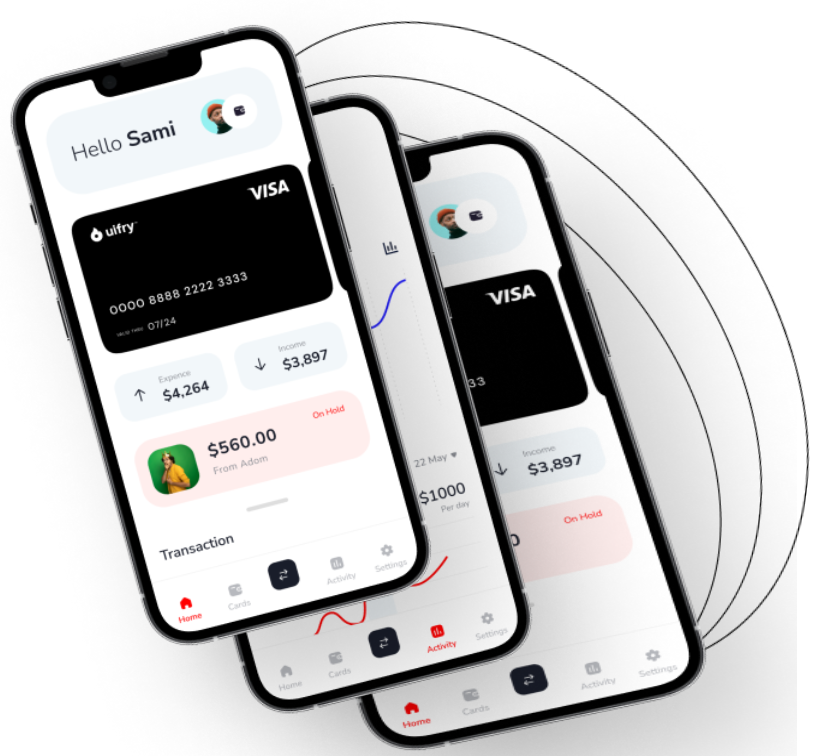 Hello Sami
uifry
VISA
0000 8888 2222 3333
07/24
Expence
$4,264
Income
$3,897
$560.00
From Adom
On Hold
Transaction
Home
Cards
Activity
Settings
22 May
$1000
Per day
Home
Cards
Activity
Settings
VISA
33
Income
$3,897
0
On Hold
Home
Cards
Activity
Settings